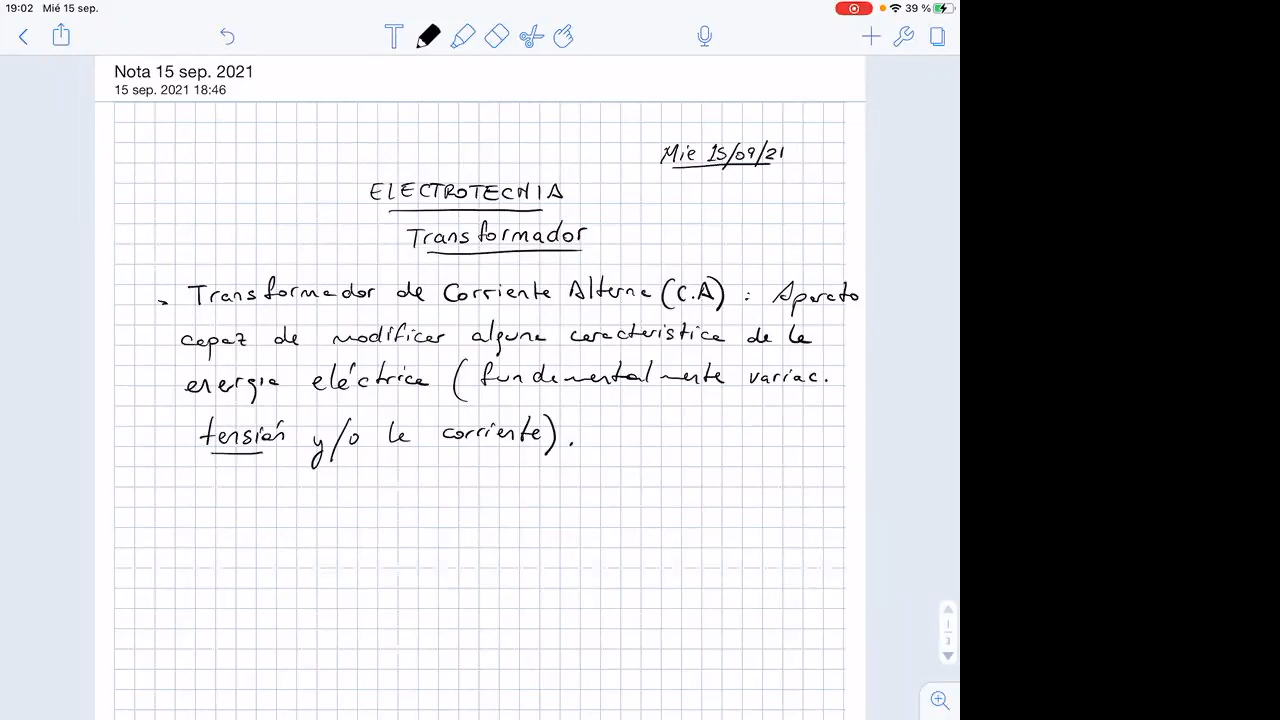 19:02 Mié 15 sep. 39 %
Nota 15 sep. 2021
15 sep. 2021 18:46
Mie 15/09/21
ELECTROTECNIA
Transformador
Transformador de Corriente Alterna (C.A) : Aparato
capaz de modificar alguna caracteristica de la
energia eléctrica (fundamentalmente variac.
tensión y/o la corriente).